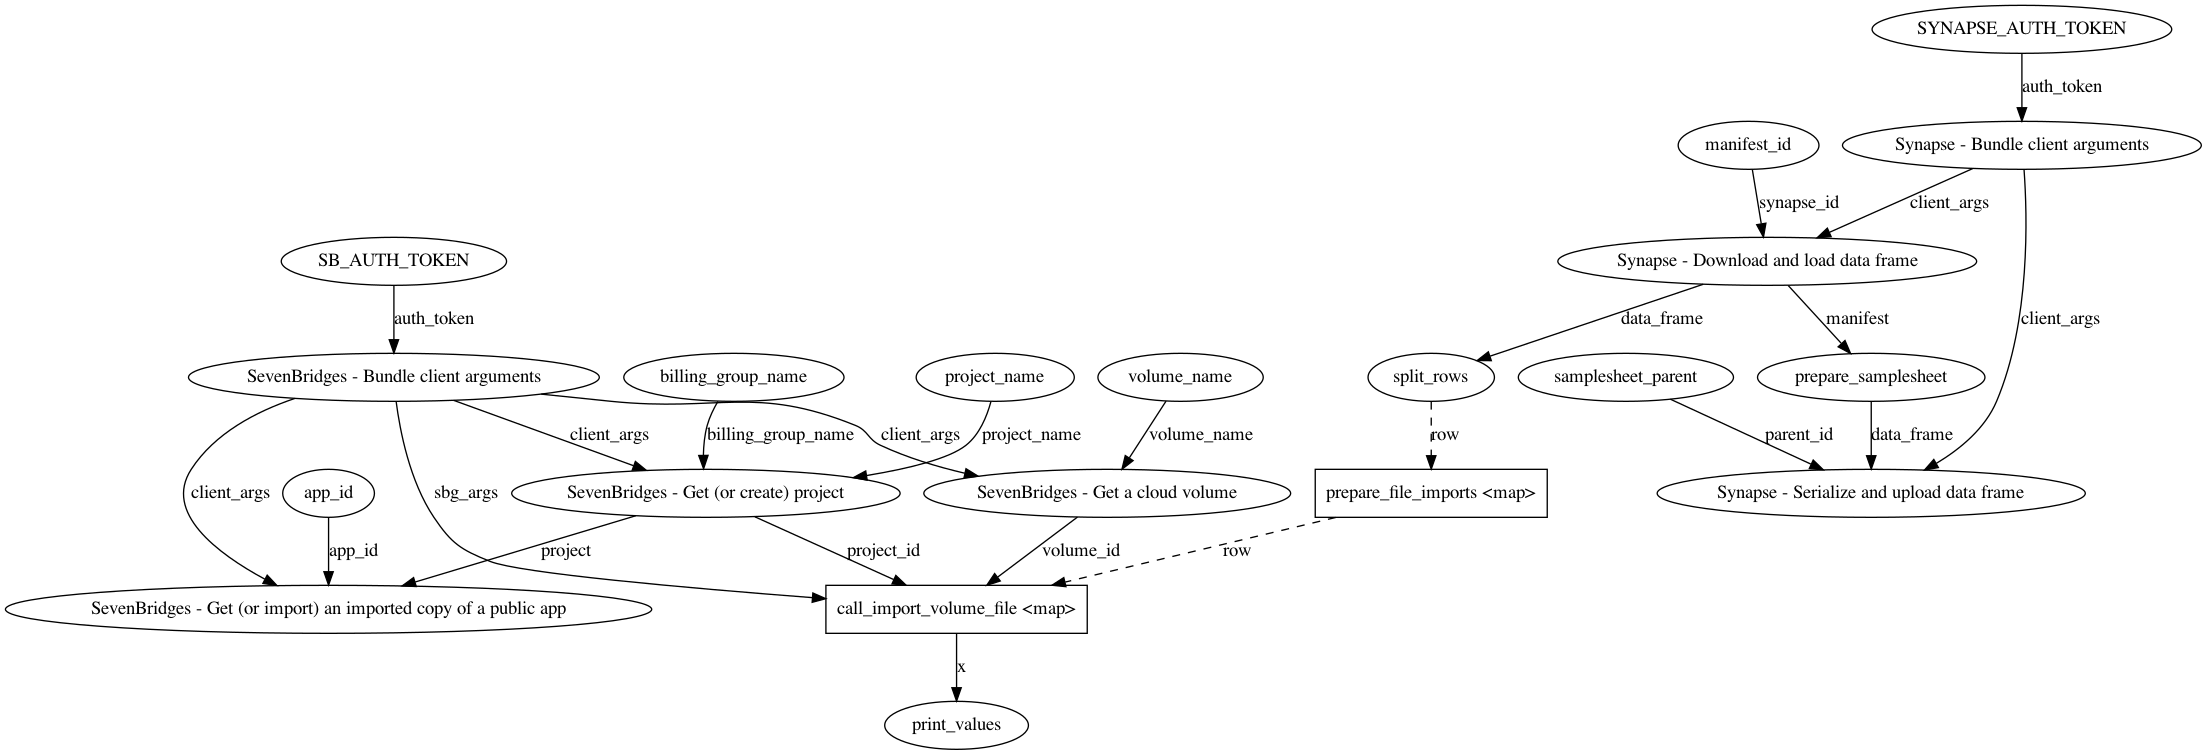 SYNAPSE_AUTH_TOKEN
auth_token
manifest_id
Synapse - Bundle client arguments
synapse_id
client_args
SB_AUTH_TOKEN
Synapse - Download and load data frame
auth_token
data_frame
manifest
client_args
SevenBridges - Bundle client arguments
billing_group_name
project_name
volume_name
split_rows
samplesheet_parent
prepare_samplesheet
client_args
billing_group_name
client_args
project_name
volume_name
row
parent_id
data_frame
client_args
app_id
sbg_args
SevenBridges - Get (or create) project
SevenBridges - Get a cloud volume
prepare_file_imports <map>
Synapse - Serialize and upload data frame
app_id
project
project_id
volume_id
row
SevenBridges - Get (or import) an imported copy of a public app
call_import_volume_file <map>
x
print_values